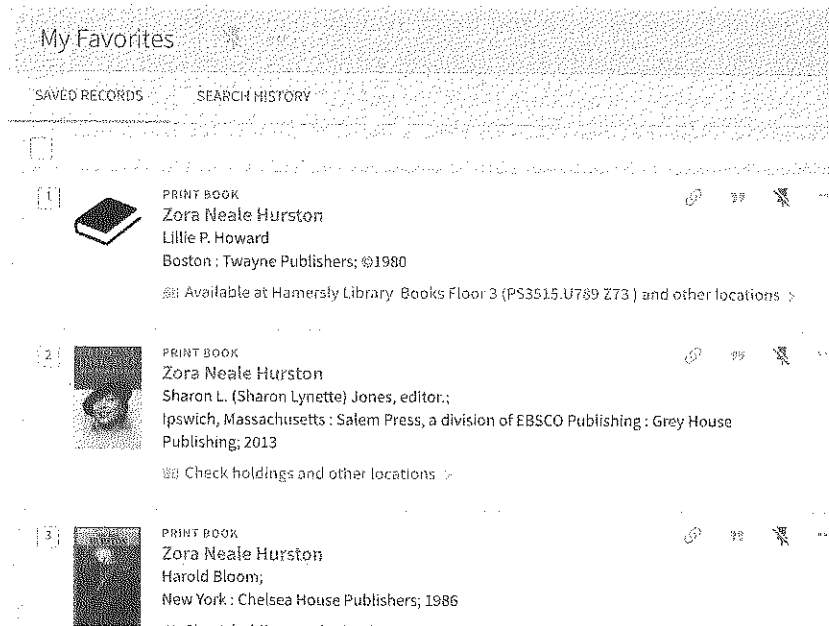 My Favorites
SAVED RECORDS SEARCH HISTORY
1
PRINT BOOK
Zora Neale Hurston
Lillie P. Howard
Boston : Twayne Publishers; ©1980
Available at Hamersly Library Books Floor 3 (PS3515.U789 Z73 ) and other locations >
2
PRINT BOOK
Zora Neale Hurston
Sharon L. (Sharon Lynette) Jones, editor.;
Ipswich, Massachusetts : Salem Press, a division of EBSCO Publishing : Grey House
Publishing; 2013
Check holdings and other locations >
3
PRINT BOOK
Zora Neale Hurston
Harold Bloom;
New York : Chelsea House Publishers; 1986